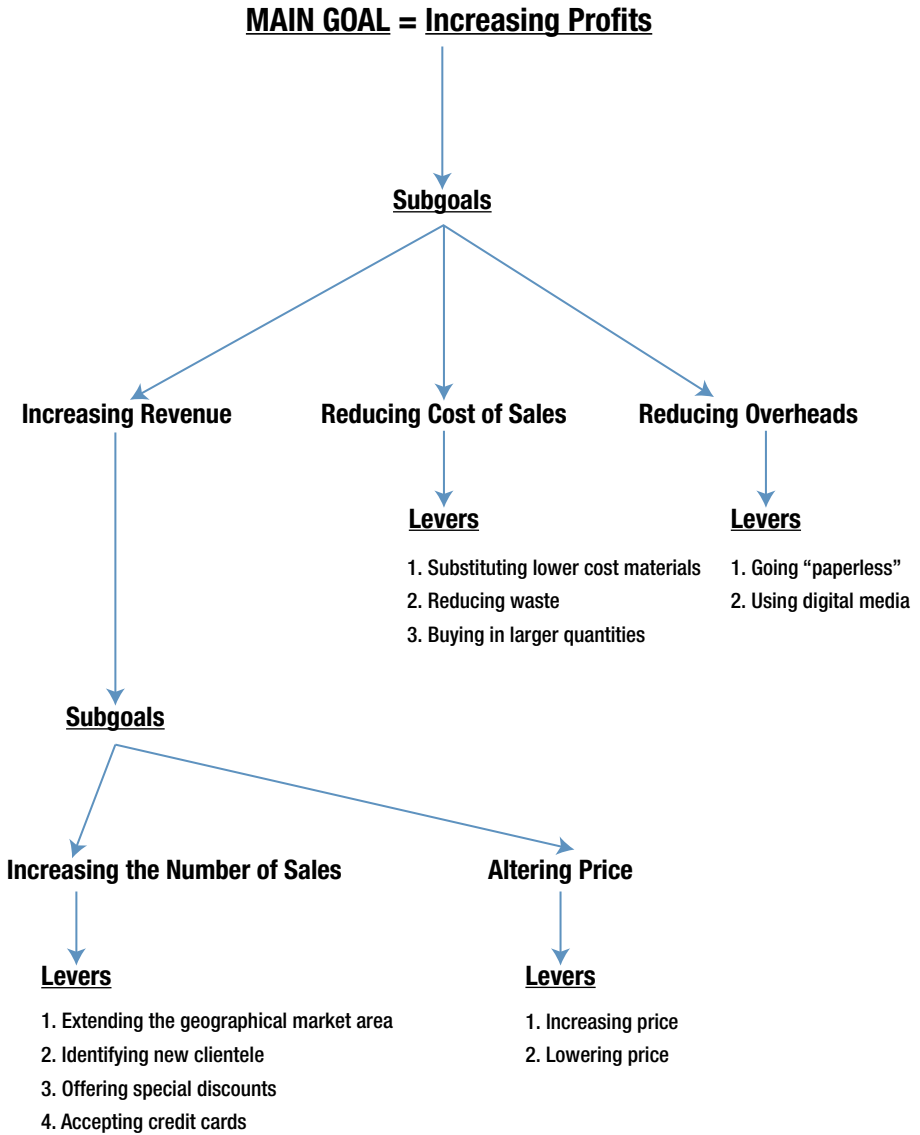 MAIN GOAL = Increasing Profits
Subgoals
Increasing Revenue
Reducing Cost of Sales
Reducing Overheads
Levers
1. Substituting lower cost materials
2. Reducing waste
3. Buying in larger quantities
Levers
1. Going “paperless”
2. Using digital media
Subgoals
Increasing the Number of Sales
Altering Price
Levers
1. Extending the geographical market area
2. Identifying new clientele
3. Offering special discounts
4. Accepting credit cards
Levers
1. Increasing price
2. Lowering price